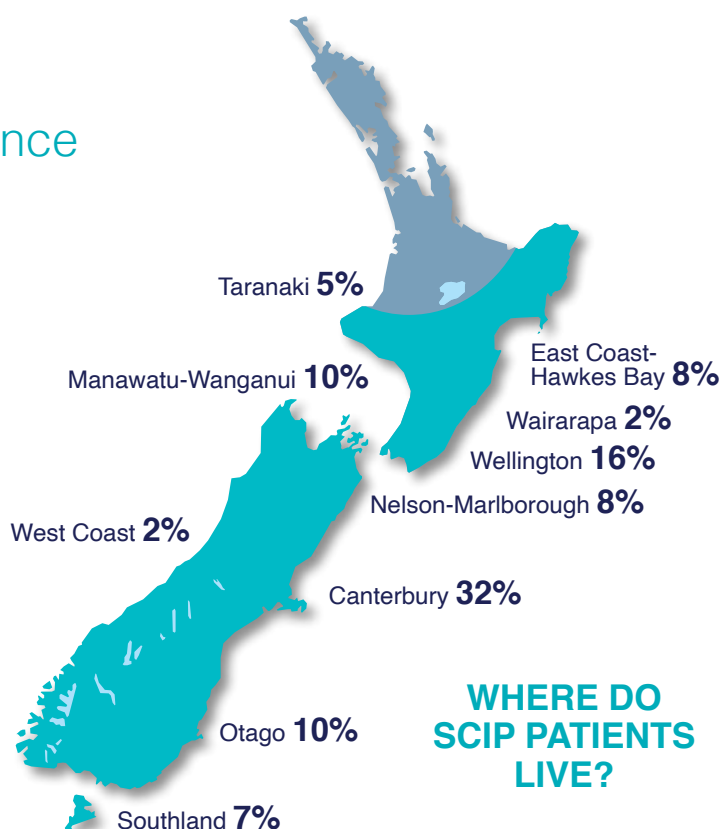 nce
Taranaki 5%
East Coast-
Hawkes Bay 8%
Manawatu-Wanganui 10%
Wairarapa 2%
Wellington 16%
Nelson-Marlborough 8%
West Coast 2%
Canterbury 32%
WHERE DO
SCIP PATIENTS
LIVE?
Otago 10%
Southland 7%